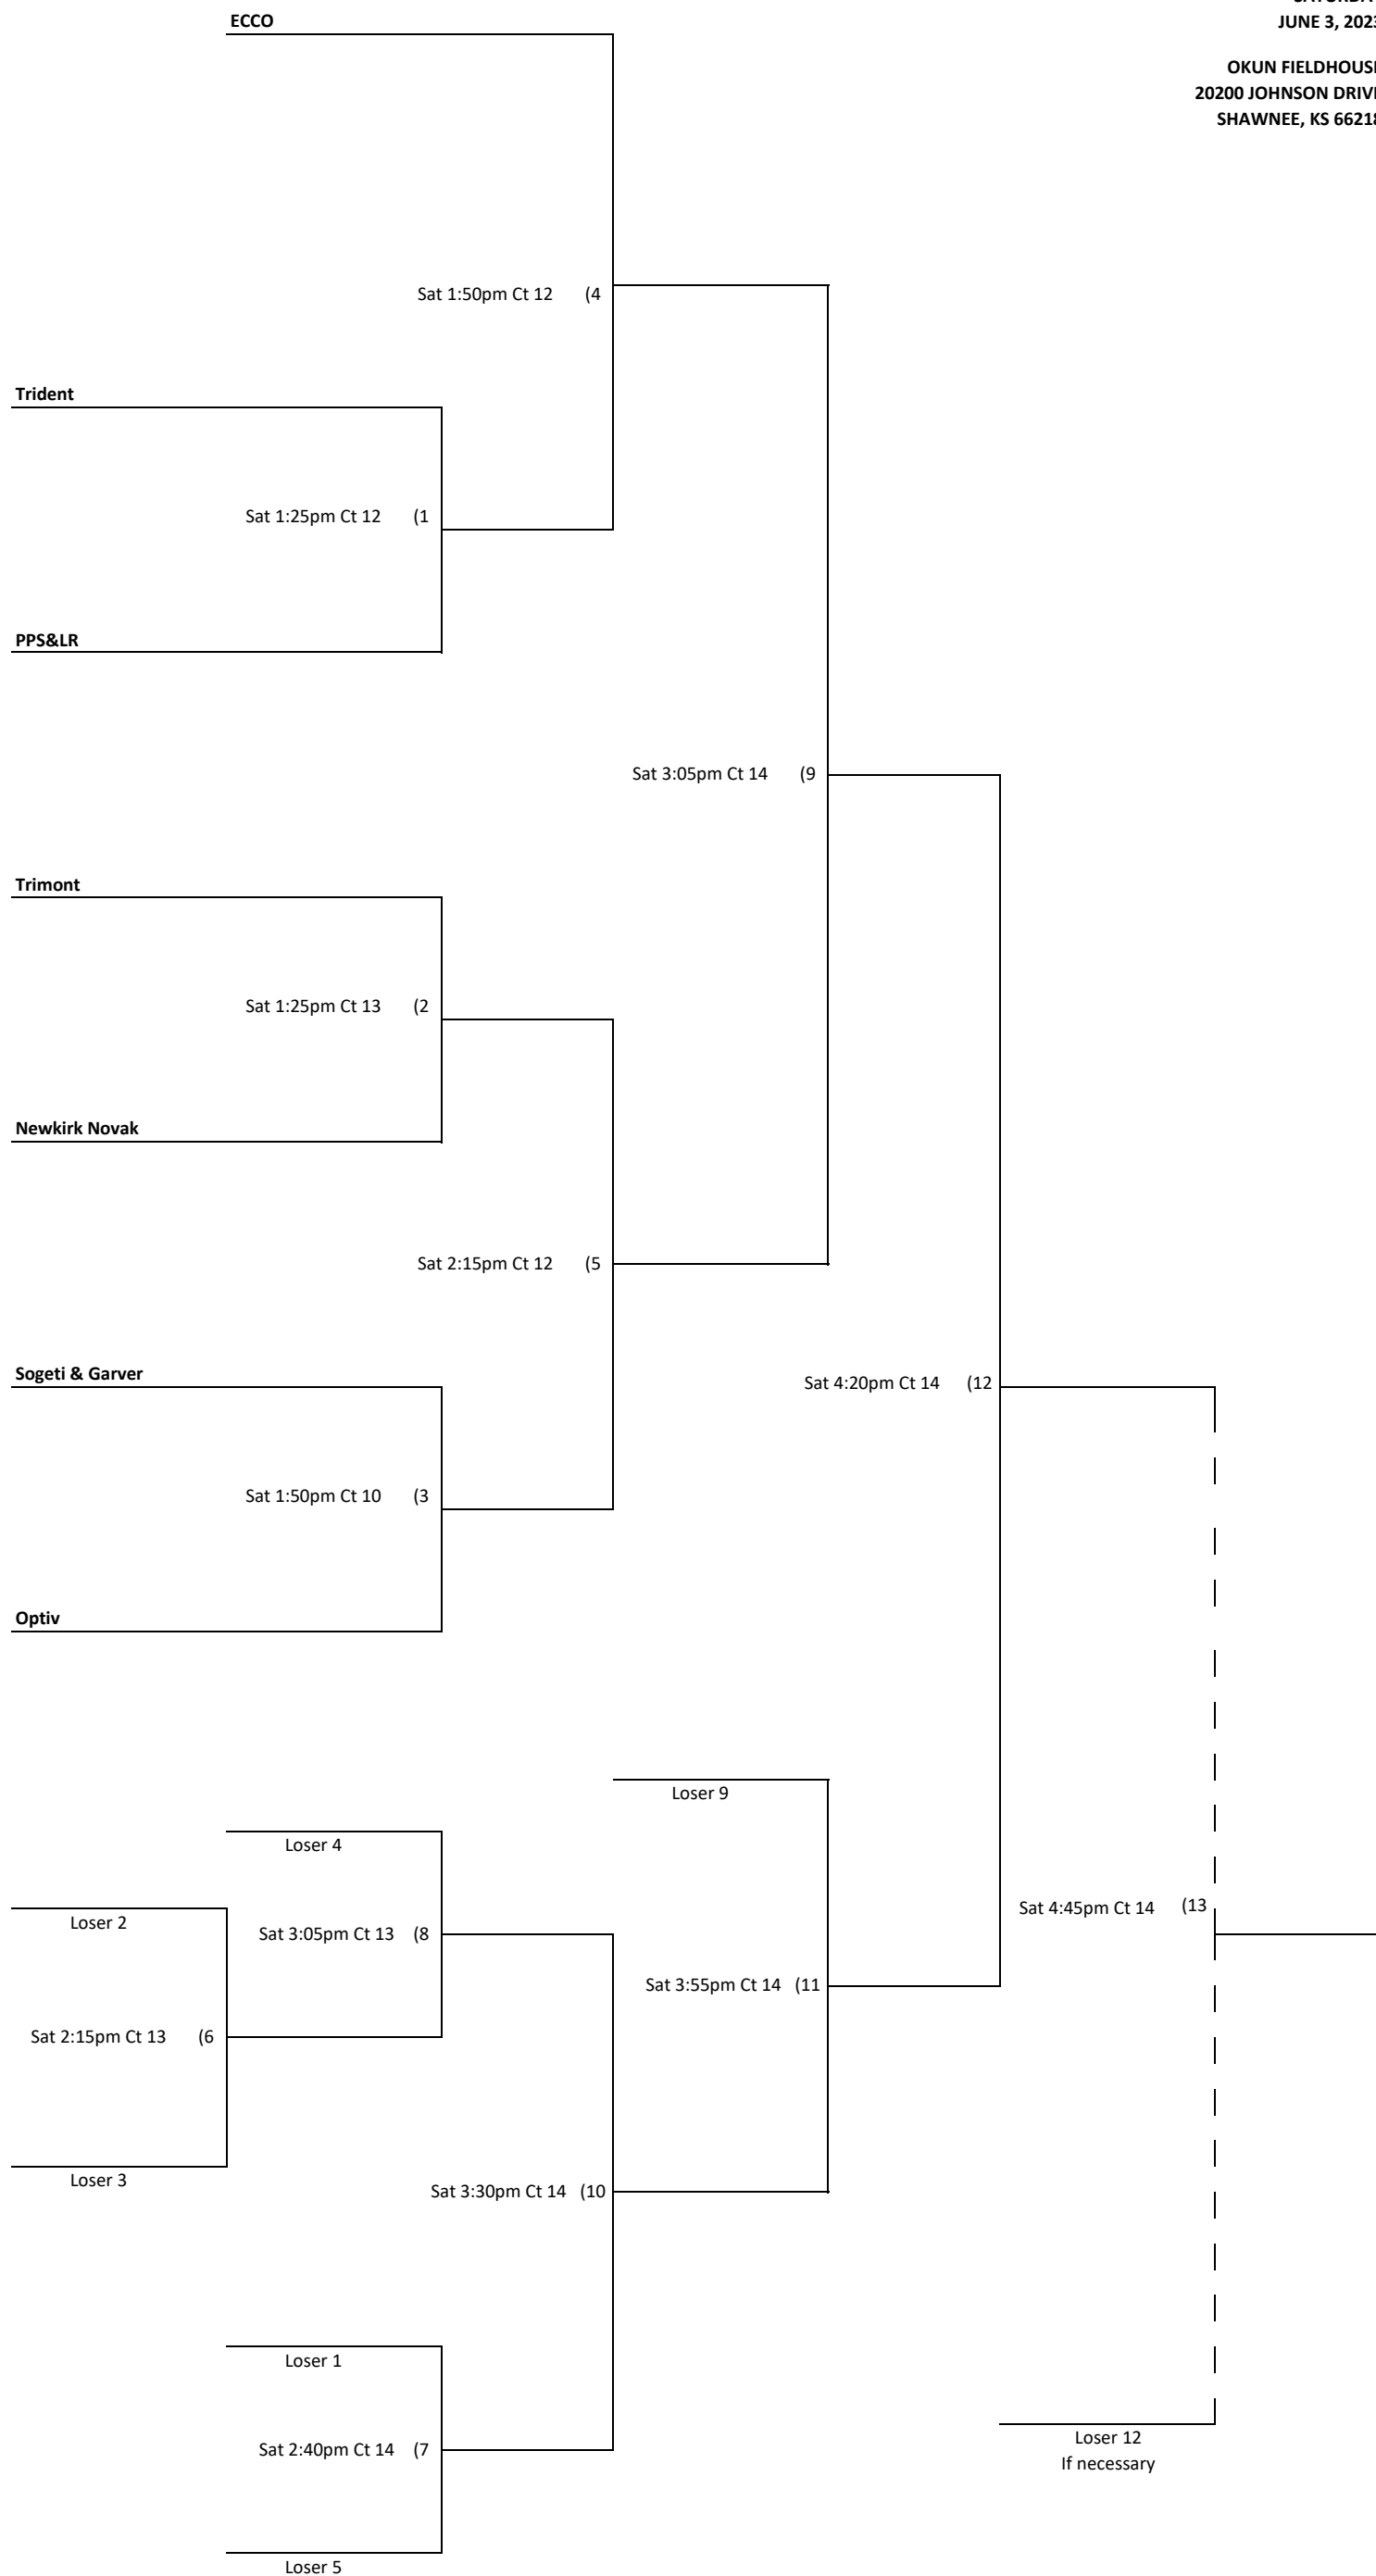 ECCO
JUNE 3, 2023
OKUN FIELDHOUSE
20200 JOHNSON DRIVE
SHAWNEE, KS 66218
Sat 1:50pm Ct 12 (4
Trident
Sat 1:25pm Ct 12 (1
PPS&LR
Sat 3:05pm Ct 14 (9
Trimont
Sat 1:25pm Ct 13 (2
Newkirk Novak
Sat 2:15pm Ct 12 (5
Sogeti & Garver
Sat 4:20pm Ct 14 (12
Sat 1:50pm Ct 10 (3
Optiv
Loser 9
Loser 4
Sat 4:45pm Ct 14 (13
Loser 2
Sat 3:05pm Ct 13 (8
Sat 3:55pm Ct 14 (11
Sat 2:15pm Ct 13 (6
Loser 3
Sat 3:30pm Ct 14 (10
Loser 1
Loser 12
Sat 2:40pm Ct 14 (7
If necessary
Loser 5